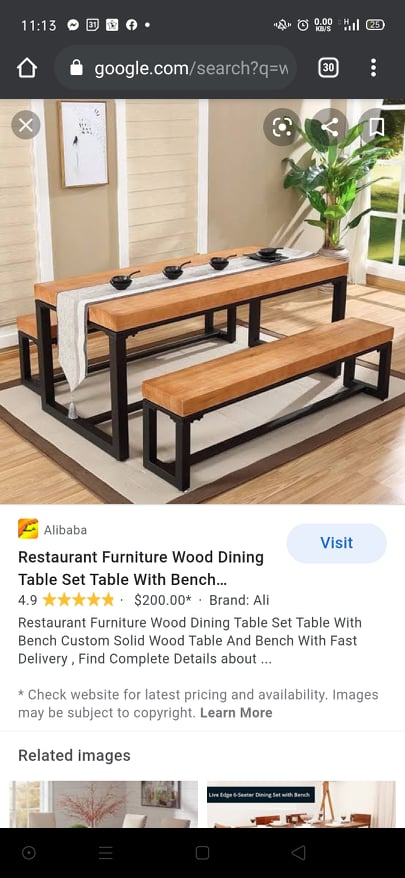 11:13
31
0.00
KB/S
H
25
google.com/search?q=w
30
Alibaba
Visit
Restaurant Furniture Wood Dining
Table Set Table With Bench...
4.9 · $200.00* · Brand: Ali
Restaurant Furniture Wood Dining Table Set Table With
Bench Custom Solid Wood Table And Bench With Fast
Delivery , Find Complete Details about ...
* Check website for latest pricing and availability. Images
may be subject to copyright. Learn More
Related images
Live Edge 6-Seater Dining Set with Bench